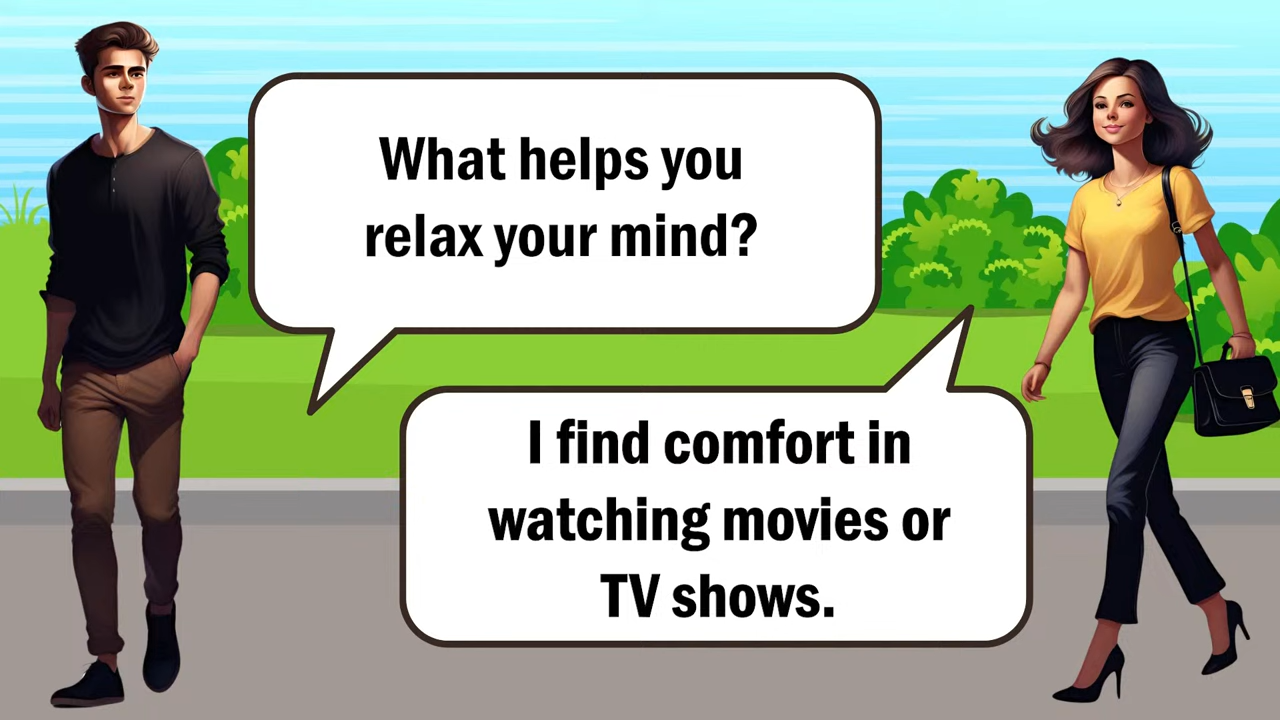 What helps you
relax your mind?
I find comfort in
watching movies or
TV shows.